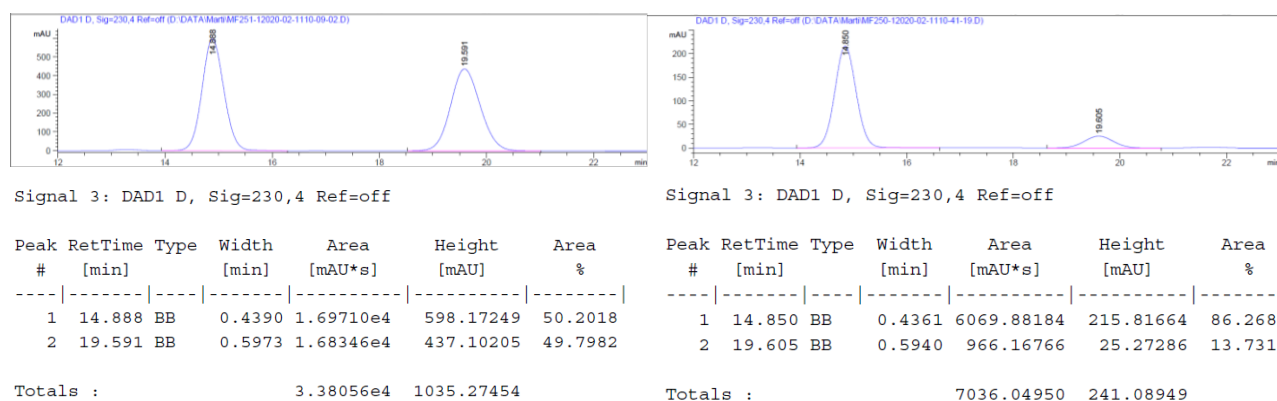 DAD1 D, Sig=230,4 Ref=off (D:\DATA\Marti\MF251-12020-02-1110-09-02.D)
mAU
14.888
19.591
500
400
300
200
100
0
12
14
16
18
20
22
min
Signal 3: DAD1 D, Sig=230,4 Ref=off
Peak RetTime Type Width Area Height Area
# [min] [min] [mAU*s] [mAU] %
----|-------|----|-------|----------|----------|--------|
1 14.888 BB 0.4390 1.69710e4 598.17249 50.2018
2 19.591 BB 0.5973 1.68346e4 437.10205 49.7982
Totals : 3.38056e4 1035.27454
DAD1 D, Sig=230,4 Ref=off (D:\DATA\Marti\MF250-12020-02-1110-41-19.D)
mAU
14.850
19.605
200
150
100
50
0
12
14
16
18
20
22
min
Signal 3: DAD1 D, Sig=230,4 Ref=off
Peak RetTime Type Width Area Height Area
# [min] [min] [mAU*s] [mAU] %
----|-------|----|-------|----------|----------|-------
1 14.850 BB 0.4361 6069.88184 215.81664 86.268
2 19.605 BB 0.5940 966.16766 25.27286 13.731
Totals : 7036.04950 241.08949